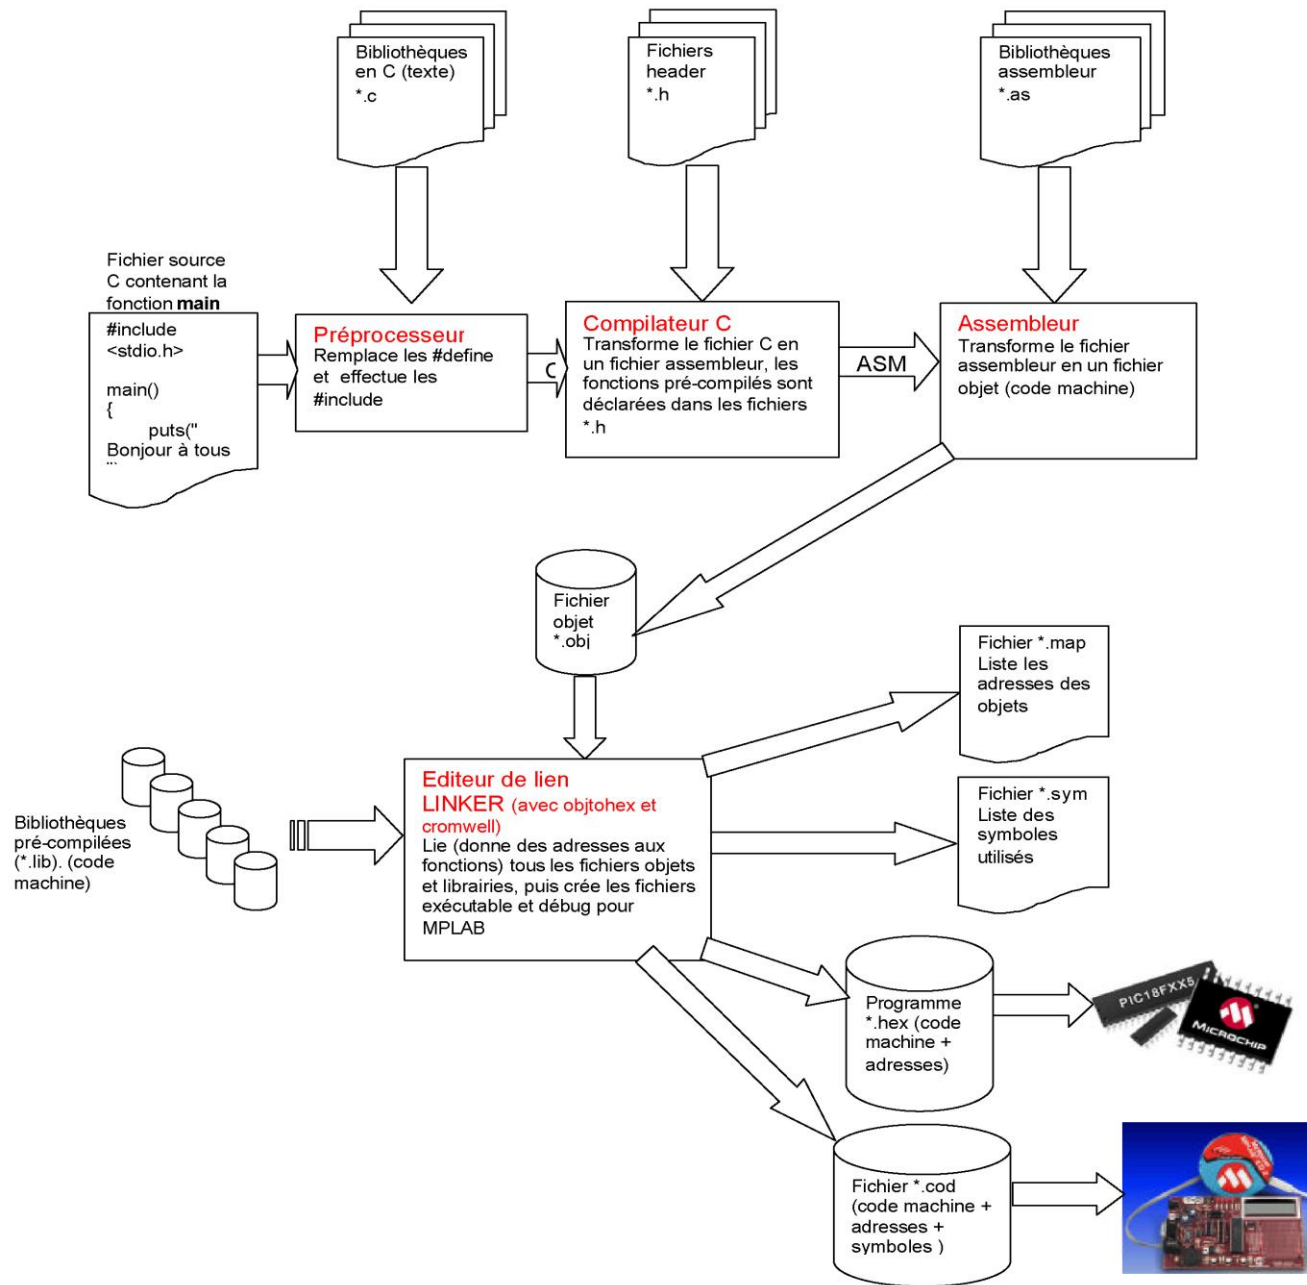 Bibliothèques
en C (texte)
*.c
Fichiers
header
*.h
Bibliothèques
assembleur
*.as
Fichier source
C contenant la
fonction main
#include
<stdio.h>
main()
{
puts("
Bonjour à tous
Préprocesseur
Remplace les #define
et effectue les
#include
C
Compilateur C
Transforme le fichier C en
un fichier assembleur, les
fonctions pré-compilés sont
déclarées dans les fichiers
*.h
ASM
Assembleur
Transforme le fichier
assembleur en un fichier
objet (code machine)
Fichier
objet
*.obj
Bibliothèques
pré-compilées
(*.lib). (code
machine)
Editeur de lien
LINKER (avec objtohex et
cromwell)
Lie (donne des adresses aux
fonctions) tous les fichiers objets
et librairies, puis crée les fichiers
exécutable et débug pour
MPLAB
Fichier *.map
Liste les
adresses des
objets
Fichier *.sym
Liste des
symboles
utilisés
Programme
*.hex (code
machine +
adresses)
PIC18FXX5
MICROCHIP
Fichier *.cod
(code machine +
adresses +
symboles )